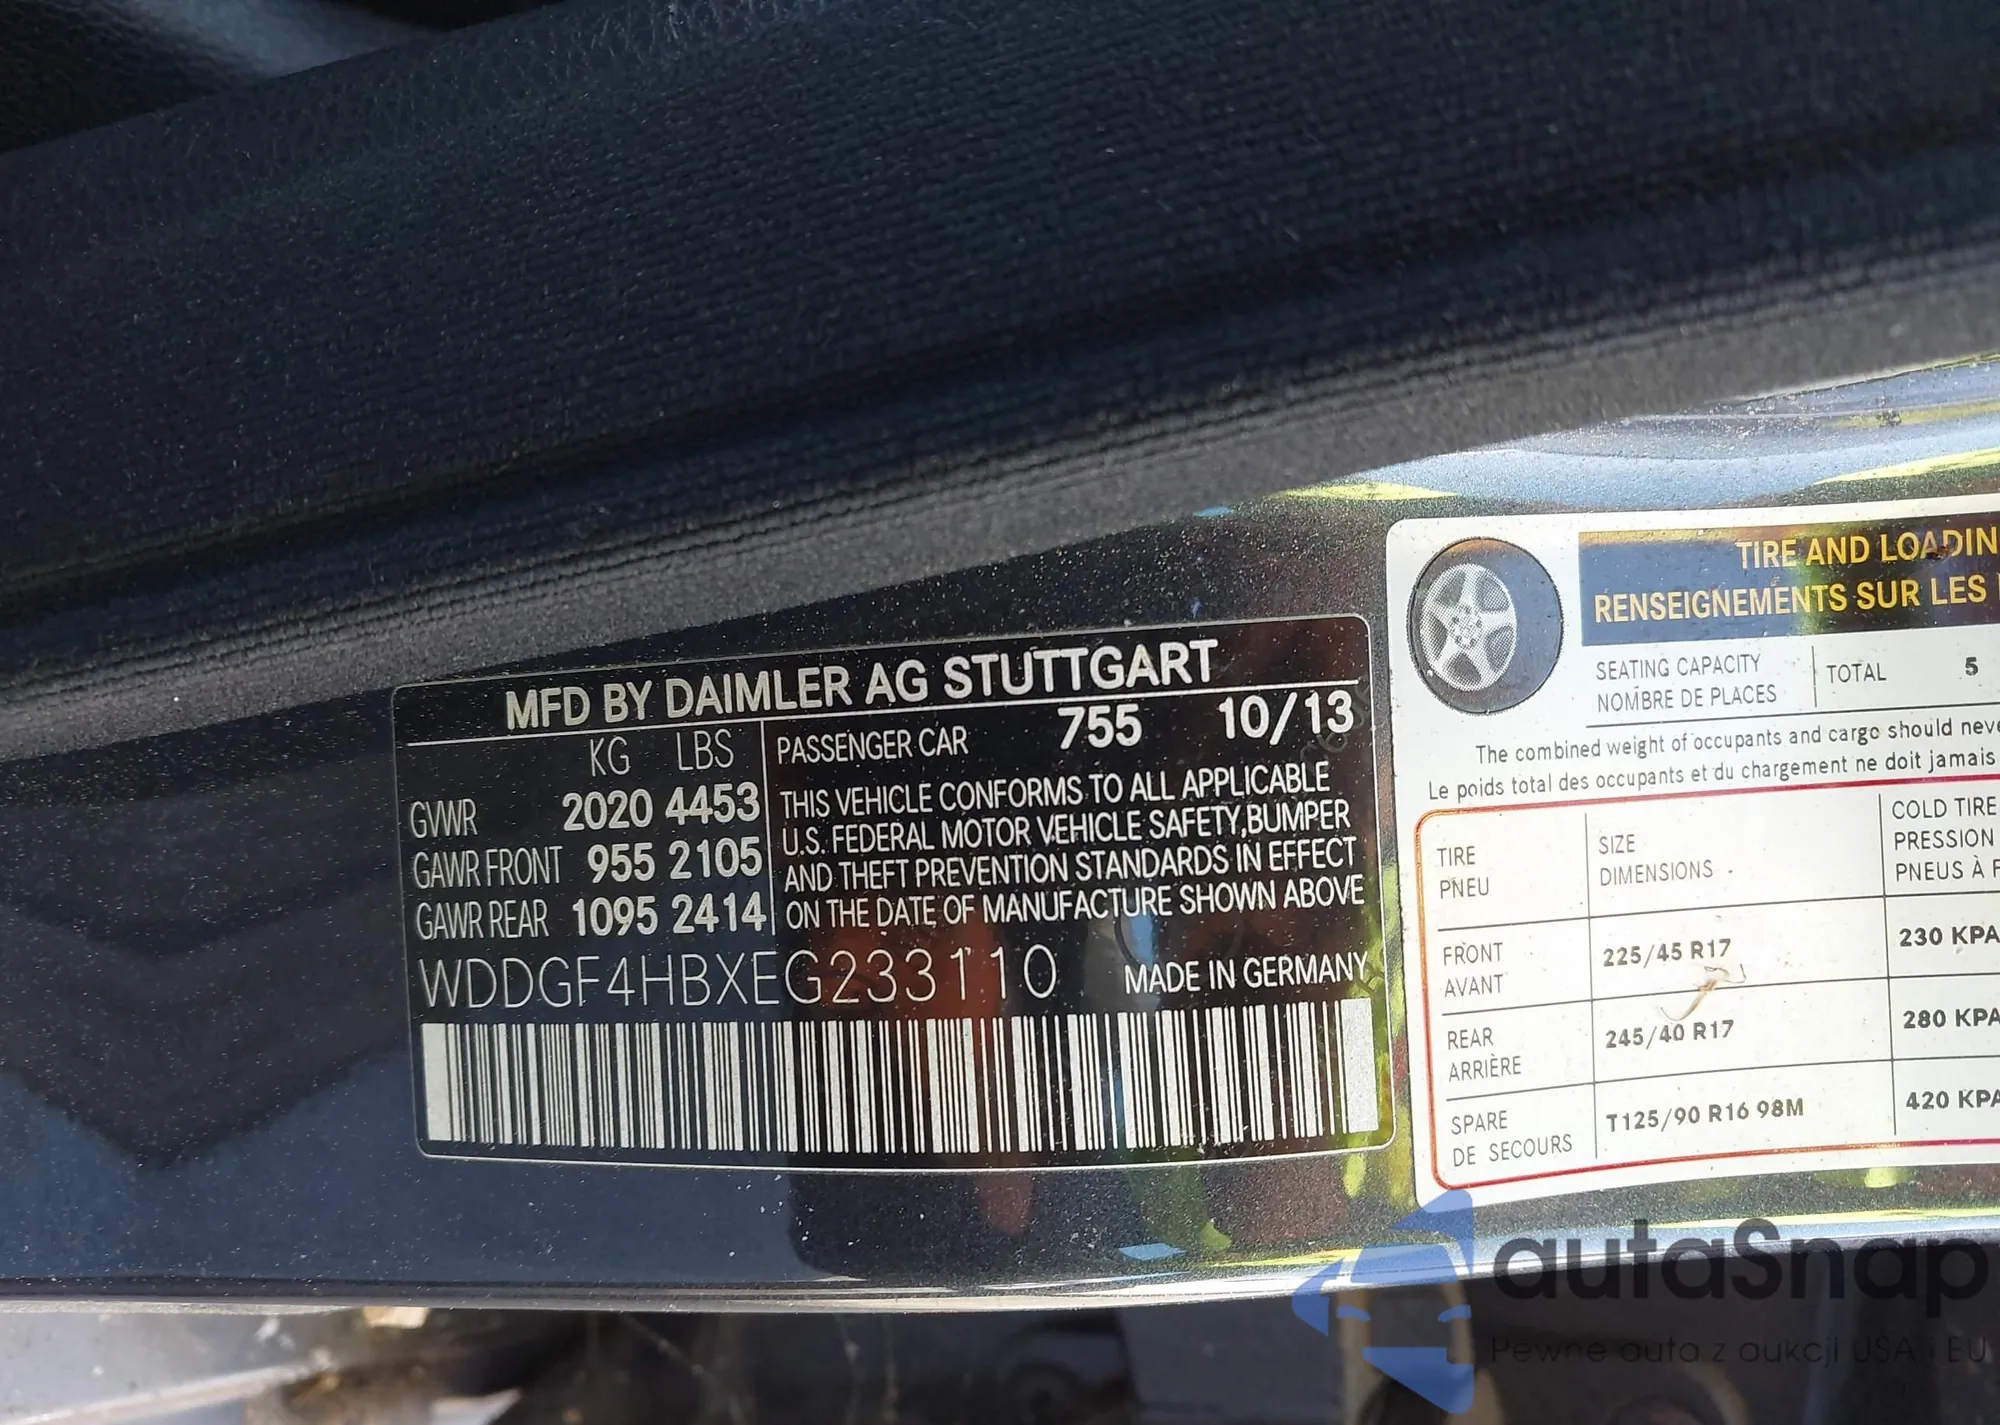 MFD BY DAIMLER AG STUTTGART
KG LBS
GVWR 2020 4453
GAWR FRONT 955 2105
GAWR REAR 1095 2414
PASSENGER CAR 755 10/13
THIS VEHICLE CONFORMS TO ALL APPLICABLE
U.S. FEDERAL MOTOR VEHICLE SAFETY,BUMPER
AND THEFT PREVENTION STANDARDS IN EFFECT
ON THE DATE OF MANUFACTURE SHOWN ABOVE
WDDGF4HBXEG233110 MADE IN GERMANY
TIRE AND LOADIN
RENSEIGNEMENTS SUR LES
SEATING CAPACITY
NOMBRE DE PLACES
TOTAL 5
The combined weight of occupants and cargo should neve
Le poids total des occupants et du chargement ne doit jamais
TIRE
PNEU
SIZE
DIMENSIONS
COLD TIRE
PRESSION
PNEUS À F
FRONT
AVANT
225/45 R17
230 KPA
REAR
ARRIÈRE
245/40 R17
280 KPA
SPARE
DE SECOURS
T125/90 R16 98M
420 KPA
autaSnap
Pewne auta z aukcji USA i EU